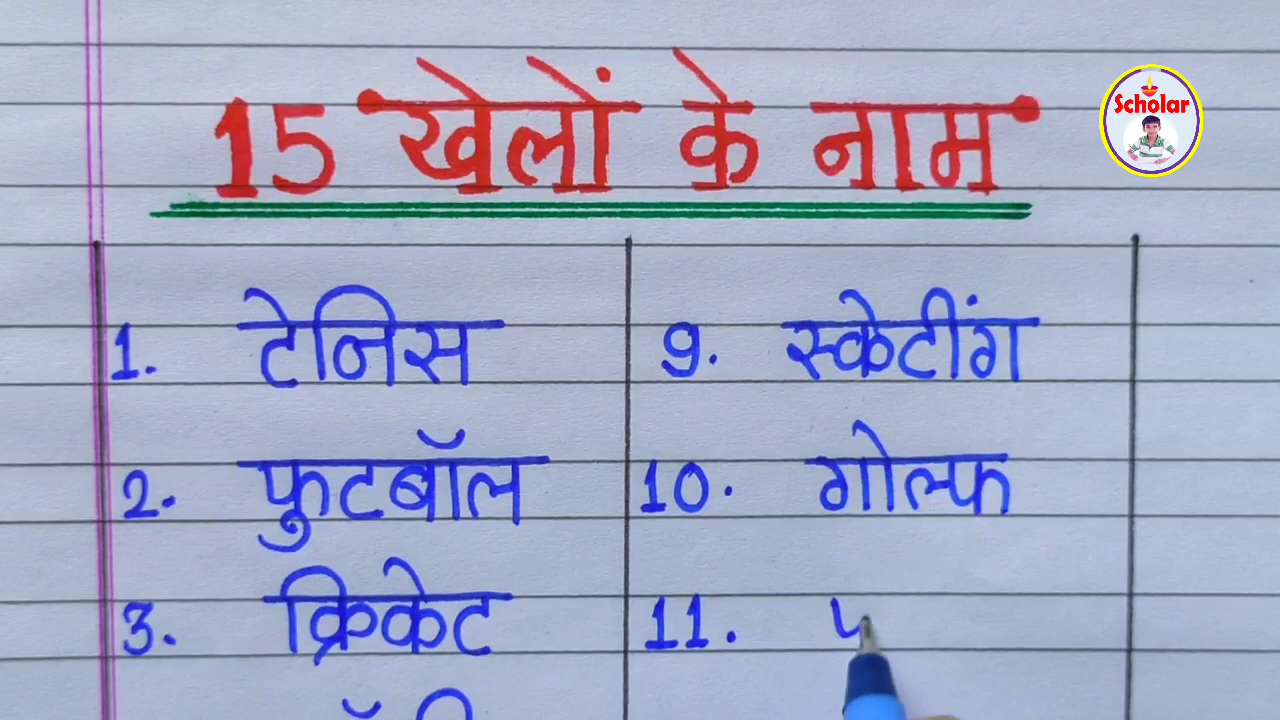 15 खेलों के नाम
Scholar
1. टेनिस
2. फुटबॉल
3. क्रिकेट
9. स्केटींग
10. गोल्फ
11.